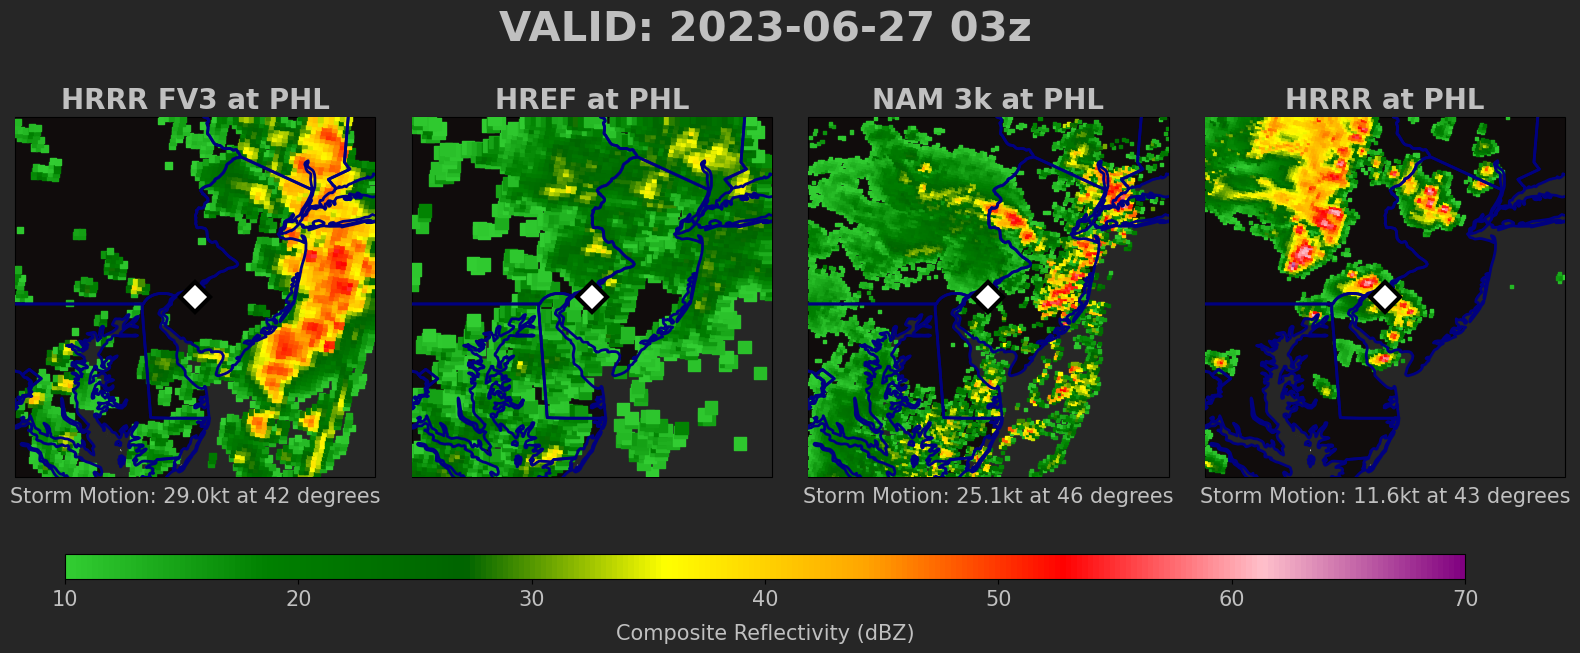 VALID: 2023-06-27 03z
HRRR FV3 at PHL
HREF at PHL
NAM 3k at PHL
HRRR at PHL
Storm Motion: 29.0kt at 42 degrees
Storm Motion: 25.1kt at 46 degrees
Storm Motion: 11.6kt at 43 degrees
10 20 30 40 50 60 70
Composite Reflectivity (dBZ)